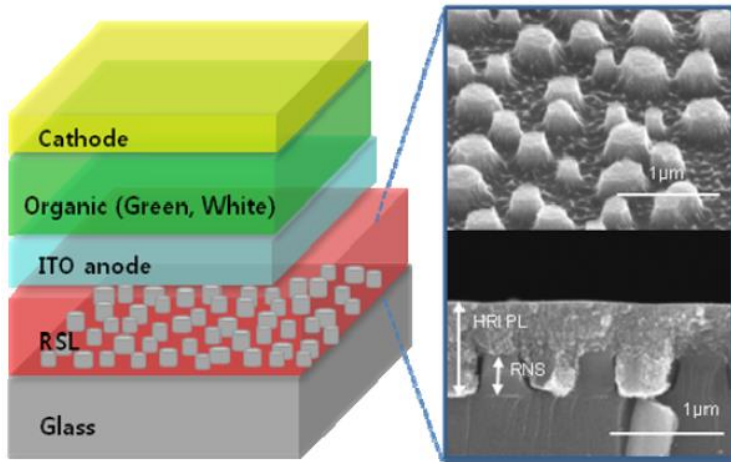 Cathode
Organic (Green, White)
ITO anode
RSL
Glass
1μm
HRI PL
RNS
1μm